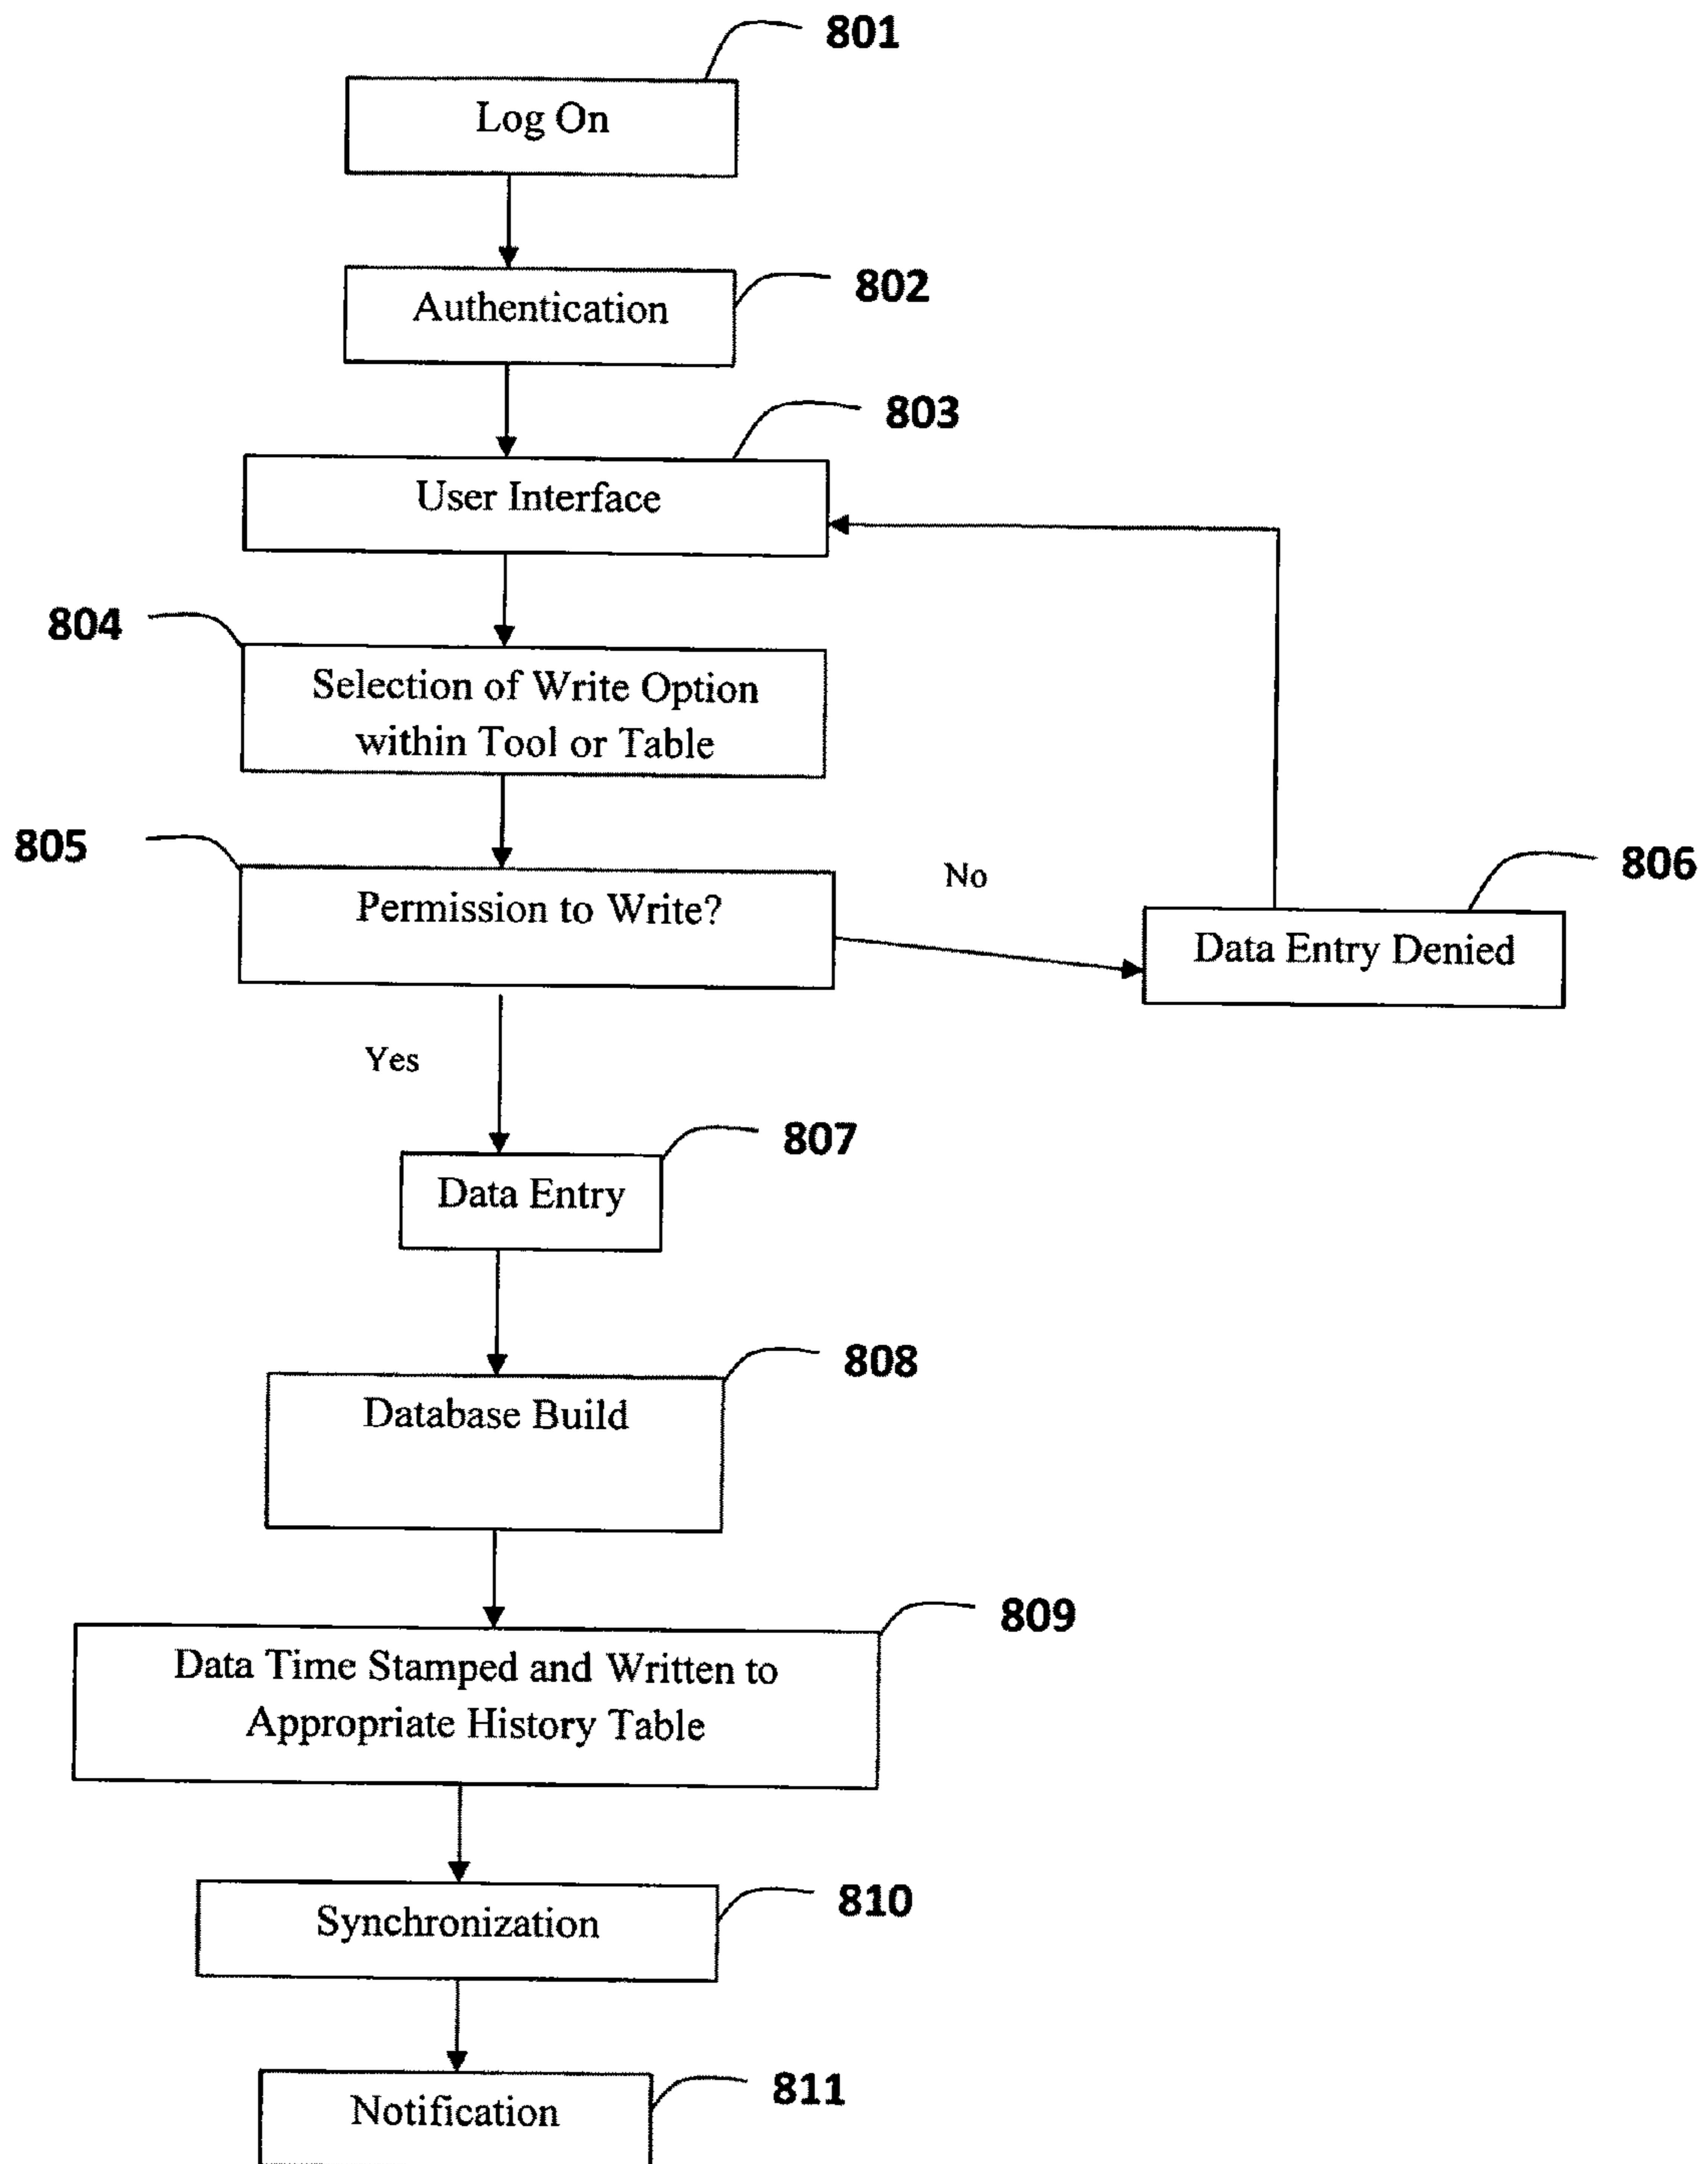 801
Log On
802
Authentication
803
User Interface
804
Selection of Write Option
within Tool or Table
805
Permission to Write?
No
806
Data Entry Denied
Yes
807
Data Entry
808
Database Build
809
Data Time Stamped and Written to
Appropriate History Table
810
Synchronization
811
Notification